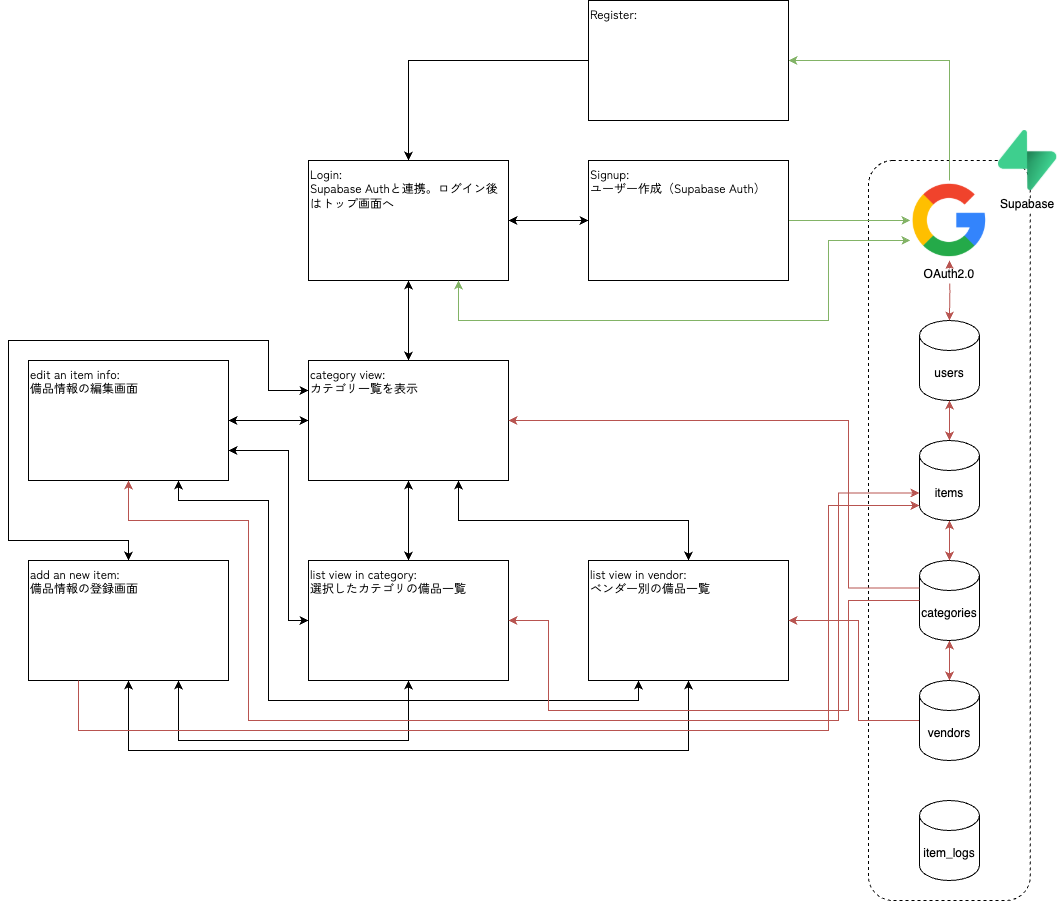 Register:
Login:
Supabase Authと連携。ログイン後
はトップ画面へ
Signup:
ユーザー作成（Supabase Auth）
Supabase
OAuth2.0
edit an item info:
備品情報の編集画面
category view:
カテゴリ一覧を表示
users
items
add an new item:
備品情報の登録画面
list view in category:
選択したカテゴリの備品一覧
list view in vendor:
ベンダー別の備品一覧
categories
vendors
item_logs